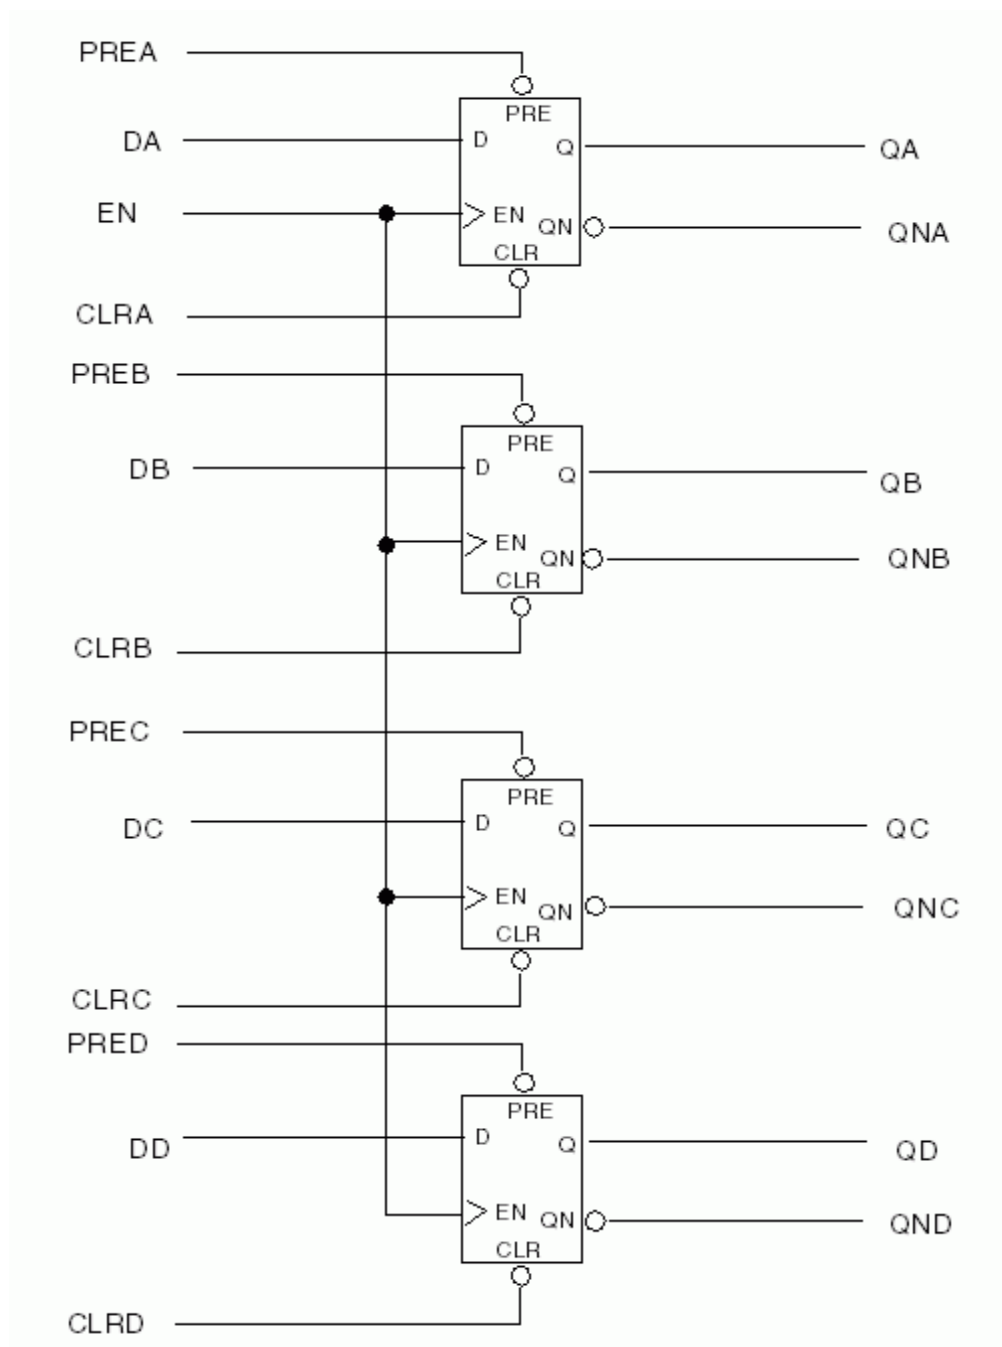 PREA
PRE
DA
D
Q
QA
EN
EN
QN
QNA
CLR
CLRA
PREB
PRE
DB
D
Q
QB
EN
QN
QNB
CLR
CLRB
PREC
PRE
DC
D
Q
QC
EN
QN
QNC
CLR
CLRC
PRED
PRE
DD
D
Q
QD
EN
QN
QND
CLR
CLRD